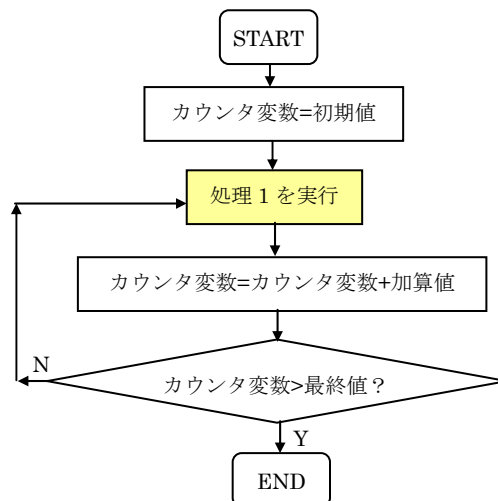 START
カウンタ変数=初期値
処理1を実行
カウンタ変数=カウンタ変数+加算値
カウンタ変数>最終値?
N
Y
END